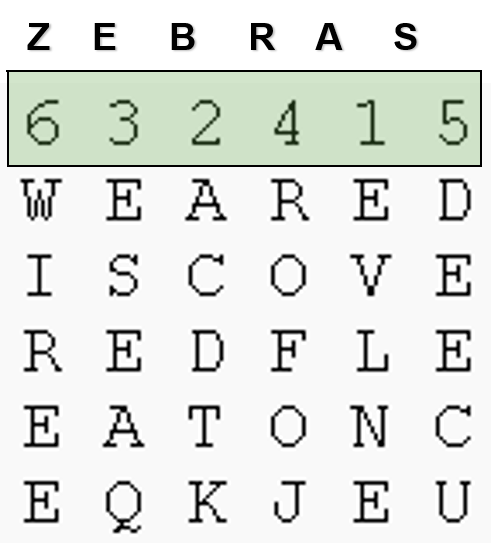 Z E B R A S
6 3 2 4 1 5
W E A R E D
I S C O V E
R E D F L E
E A T O N C
E Q K J E U